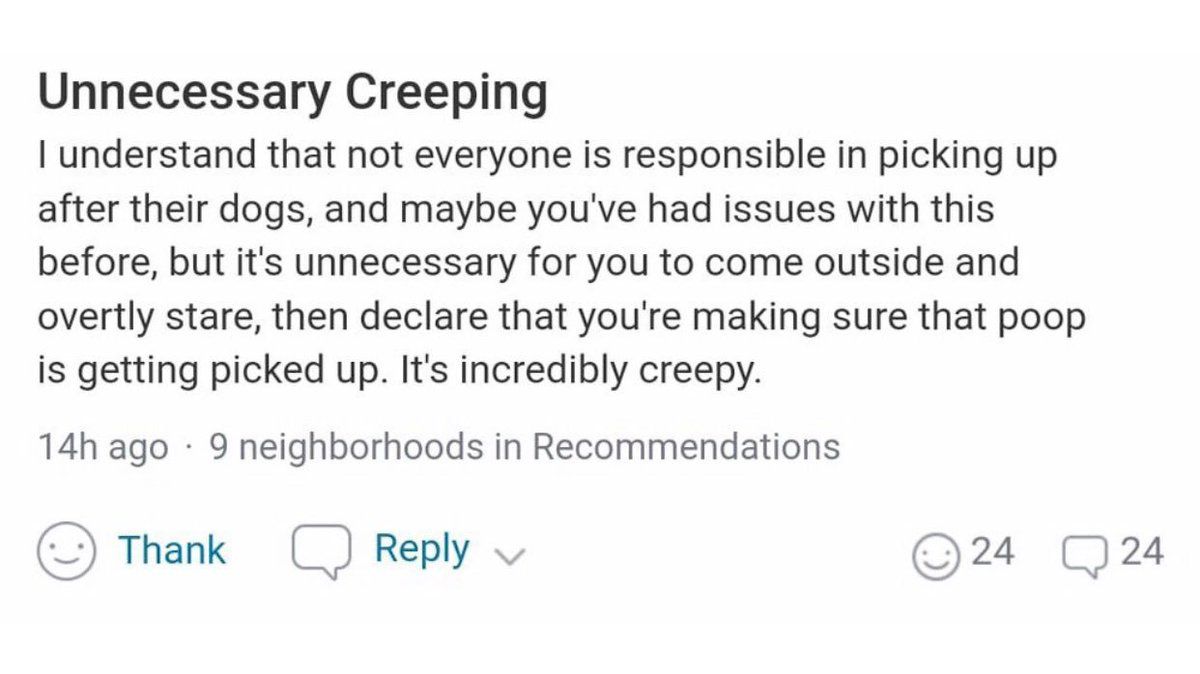 Unnecessary Creeping
I understand that not everyone is responsible in picking up
after their dogs, and maybe you've had issues with this
before, but it's unnecessary for you to come outside and
overtly stare, then declare that you're making sure that poop
is getting picked up. It's incredibly creepy.
14h ago · 9 neighborhoods in Recommendations
Thank Reply 24 24